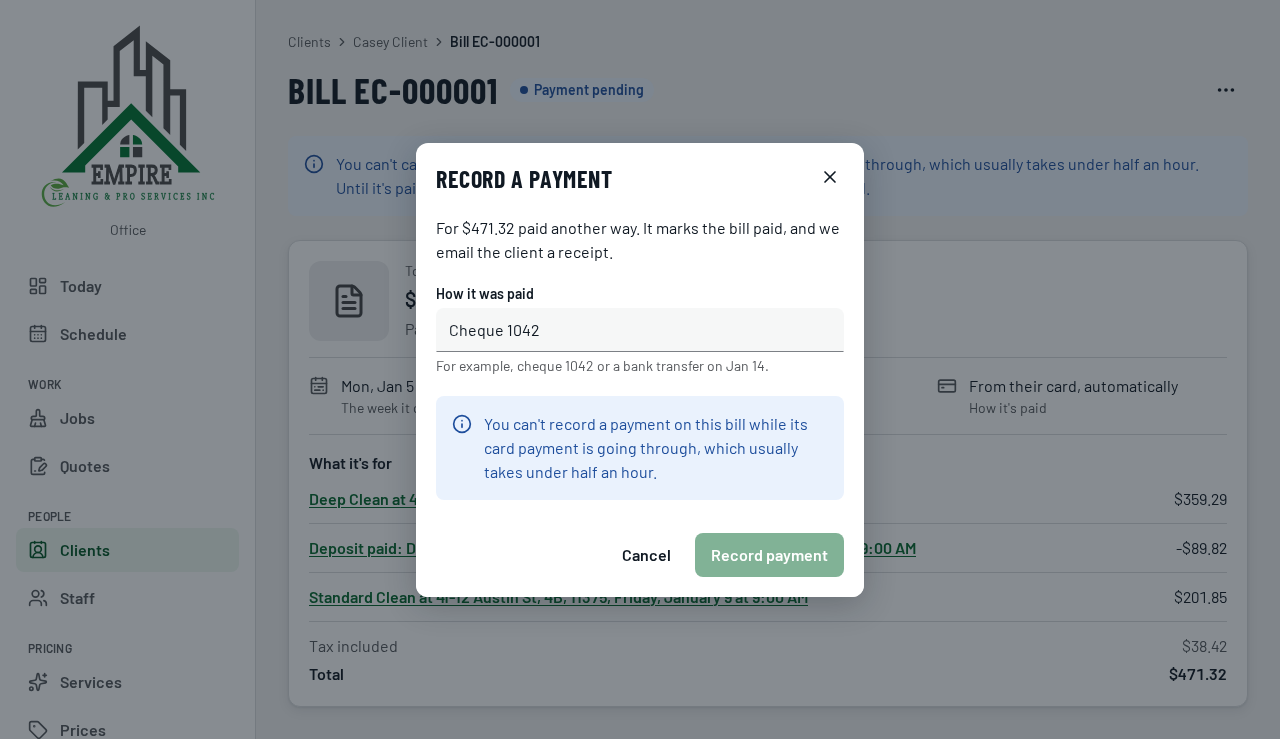 EMPIRE
LEANING & PRO SERVICES INC
Office
Today
Schedule
WORK
Jobs
Quotes
PEOPLE
Clients
Staff
PRICING
Services
Prices
Clients > Casey Client > Bill EC-000001
BILL EC-000001
Payment pending
You can't ca
through, which usually takes under half an hour.
Until it's pai
RECORD A PAYMENT
For $471.32 paid another way. It marks the bill paid, and we
email the client a receipt.
How it was paid
Cheque 1042
For example, cheque 1042 or a bank transfer on Jan 14.
You can't record a payment on this bill while its
card payment is going through, which usually
takes under half an hour.
Cancel
Record payment
Mon, Jan 5
The week it
From their card, automatically
How it's paid
What it's for
Deep Clean at 4
$359.29
Deposit paid: D
9:00 AM
-$89.82
Standard Clean at 41-12 Austin St, 4B, 11375, Friday, January 9 at 9:00 AM
$201.85
Tax included
$38.42
Total
$471.32